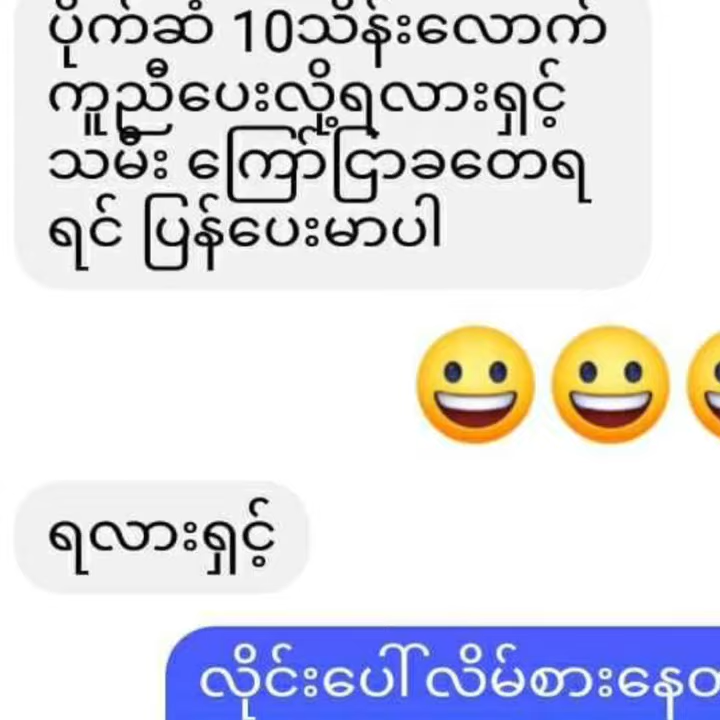 ပိုက်ဆံ 10သိန်းလောက်
ကူညီပေးလို့ရလားရှင့်
သမီး ကြော်ငြာခတေရ
ရင် ပြန်ပေးမာပါ
ရလားရှင့်
လိုင်းပေါ် လိမ်စားနေ